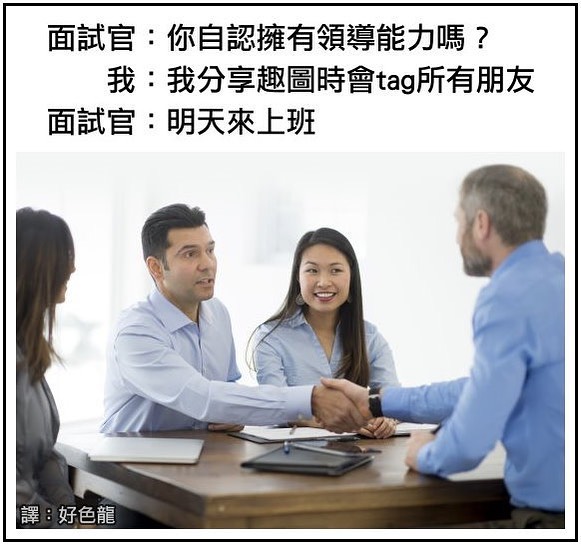 面試官：你自認擁有領導能力嗎？
我：我分享趣圖時會tag所有朋友
面試官：明天來上班
譯：好色龍